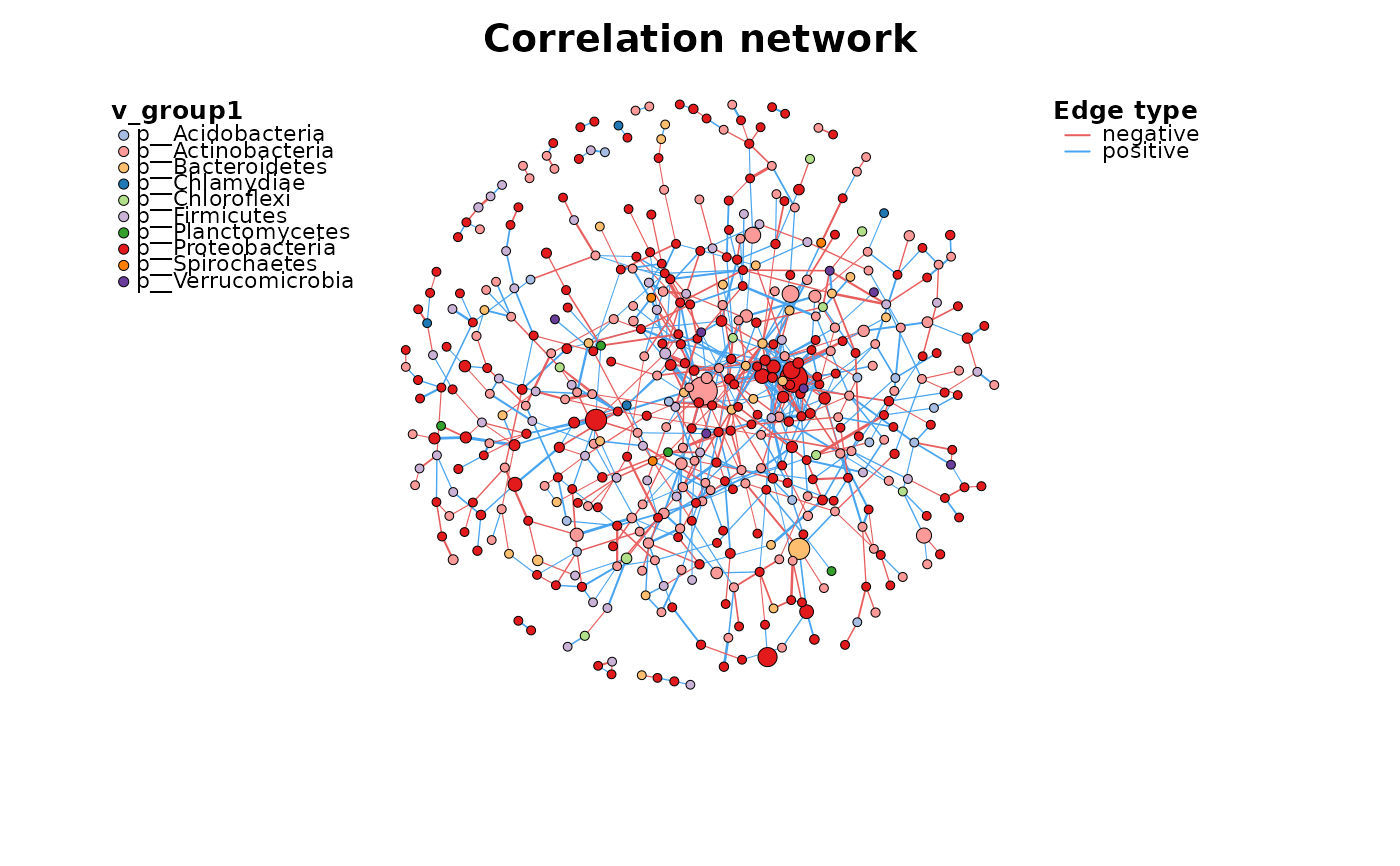 Correlation network
v_group1
p__Acidobacteria
p__Actinobacteria
p__Bacteroidetes
p__Chlamydiae
p__Chloroflexi
p__Firmicutes
p__Planctomycetes
p__Proteobacteria
p__Spirochaetes
p__Verrucomicrobia
Edge type
negative
positive